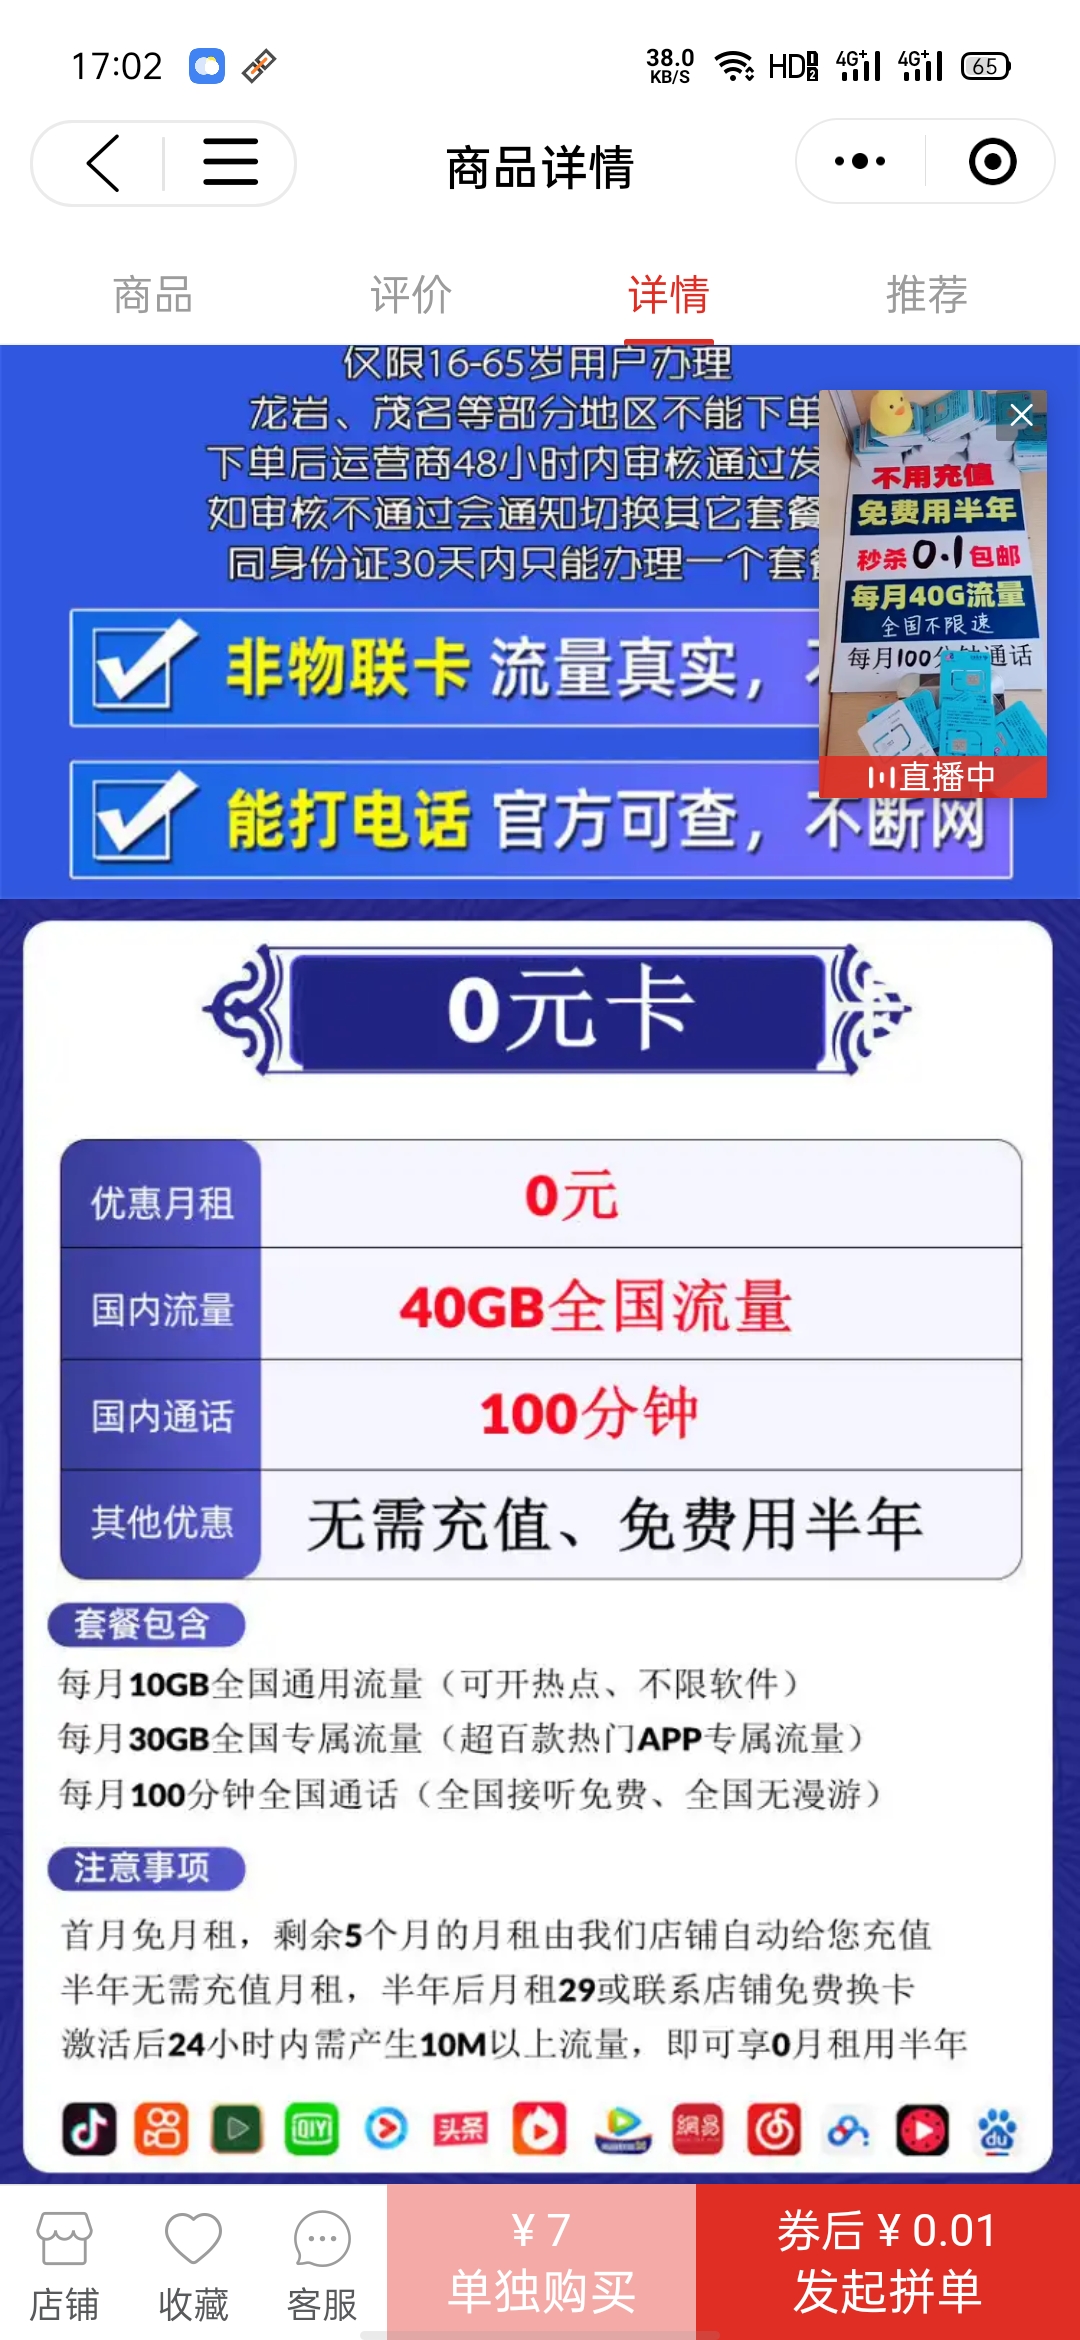 17:02
38.0
KB/S
HD
4G+
4G+
65
商品详情
商品
评价
详情
推荐
仅限16-65岁用户办理
龙岩、茂名等部分地区不能下单
下单后运营商48小时内审核通过发
如审核不通过会通知切换其它套餐
同身份证30天内只能办理一个套餐
不用充值
免费用半年
秒杀0.1包邮
每月40G流量
全国不限速
每月100分钟通话
直播中
非物联卡 流量真实，不
能打电话 官方可查，不断网
0元卡
优惠月租
0元
国内流量
40GB全国流量
国内通话
100分钟
其他优惠
无需充值、免费用半年
套餐包含
每月10GB全国通用流量（可开热点、不限软件）
每月30GB全国专属流量（超百款热门APP专属流量）
每月100分钟全国通话（全国接听免费、全国无漫游）
注意事项
首月免月租，剩余5个月的月租由我们店铺自动给您充值
半年无需充值月租，半年后月租29或联系店铺免费换卡
激活后24小时内需产生10M以上流量，即可享0月租用半年
QIY
头条
網易
du
店铺
收藏
客服
¥ 7
单独购买
券后 ¥ 0.01
发起拼单